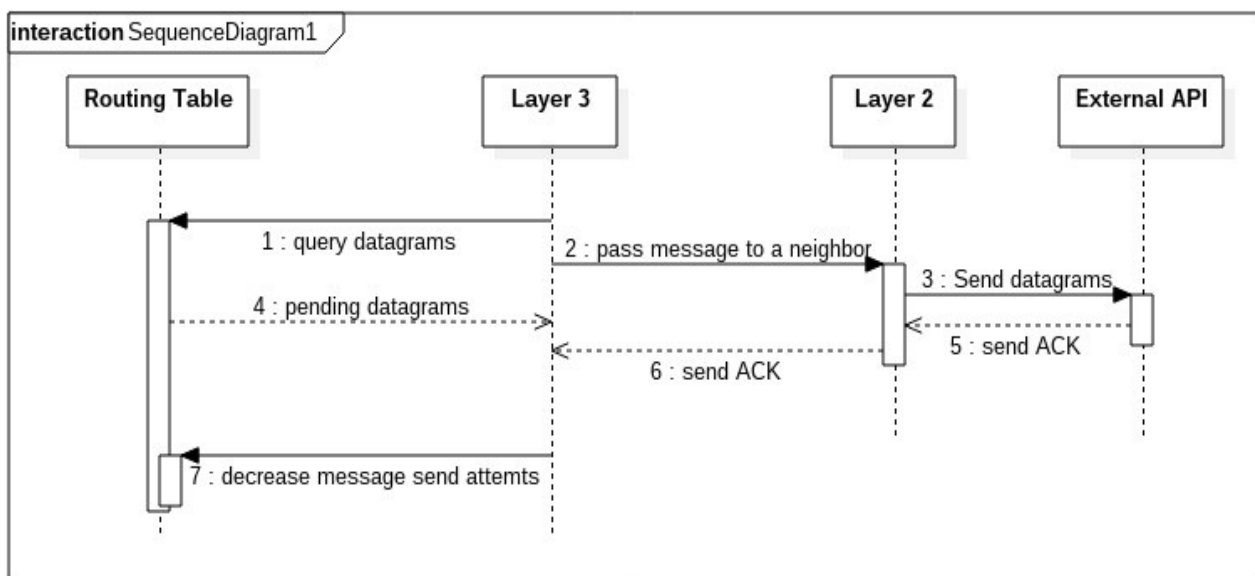 interaction SequenceDiagram1
Routing Table
Layer 3
Layer 2
External API
1 : query datagrams
2 : pass message to a neighbor
3 : Send datagrams
4 : pending datagrams
5 : send ACK
6 : send ACK
7 : decrease message send attemts